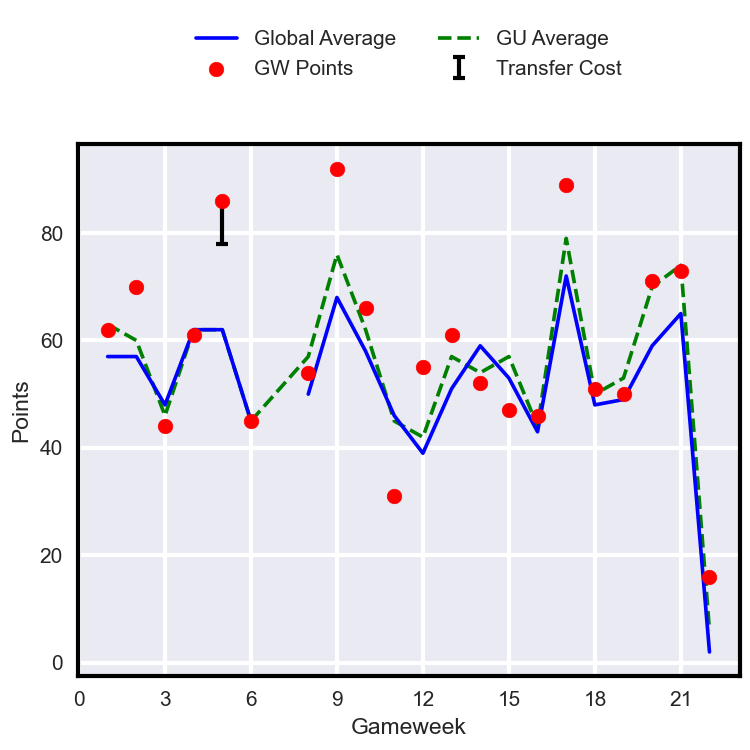 Global Average GU Average
GW Points Transfer Cost
80
60
40
20
0
Points
0 3 6 9 12 15 18 21
Gameweek